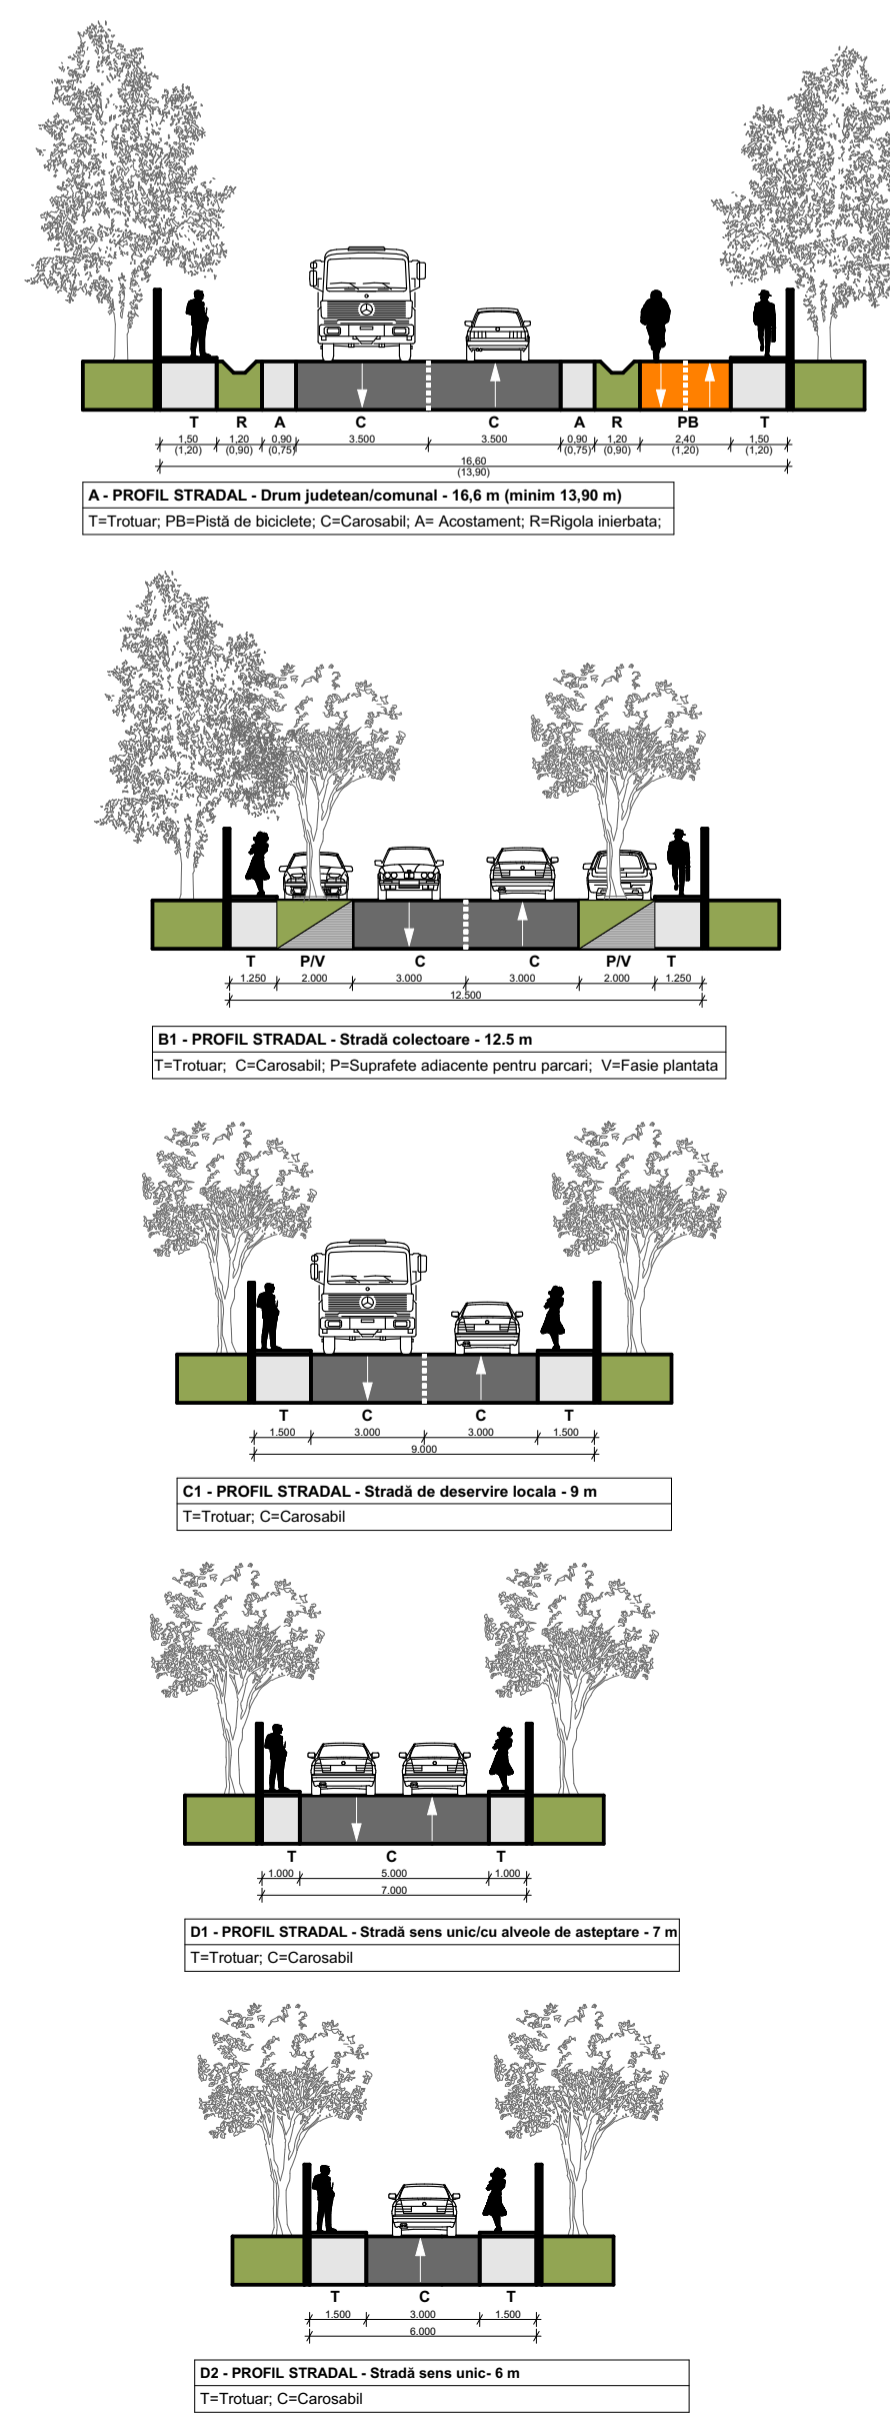 T R A C C A R PB T
1,50 1,20 0,90 3.500 3.500 0,90 1,20 2,40 1,50
(1,20) (0,90) (0,75) (0,75) (0,90) (1,20) (1,20)
16,60
(13,90)
A - PROFIL STRADAL - Drum judetean/comunal - 16,6 m (minim 13,90 m)
T=Trotuar; PB=Pistă de biciclete; C=Carosabil; A= Acostament; R=Rigola inierbata;
T P/V C C P/V T
1.250 2.000 3.000 3.000 2.000 1.250
12.500
B1 - PROFIL STRADAL - Stradă colectoare - 12.5 m
T=Trotuar; C=Carosabil; P=Suprafete adiacente pentru parcari; V=Fasie plantata
T C C T
1.500 3.000 3.000 1.500
9.000
C1 - PROFIL STRADAL - Stradă de deservire locala - 9 m
T=Trotuar; C=Carosabil
T C T
1.000 5.000 1.000
7.000
D1 - PROFIL STRADAL - Stradă sens unic/cu alveole de asteptare - 7 m
T=Trotuar; C=Carosabil
T C T
1.500 3.000 1.500
6.000
D2 - PROFIL STRADAL - Stradă sens unic- 6 m
T=Trotuar; C=Carosabil